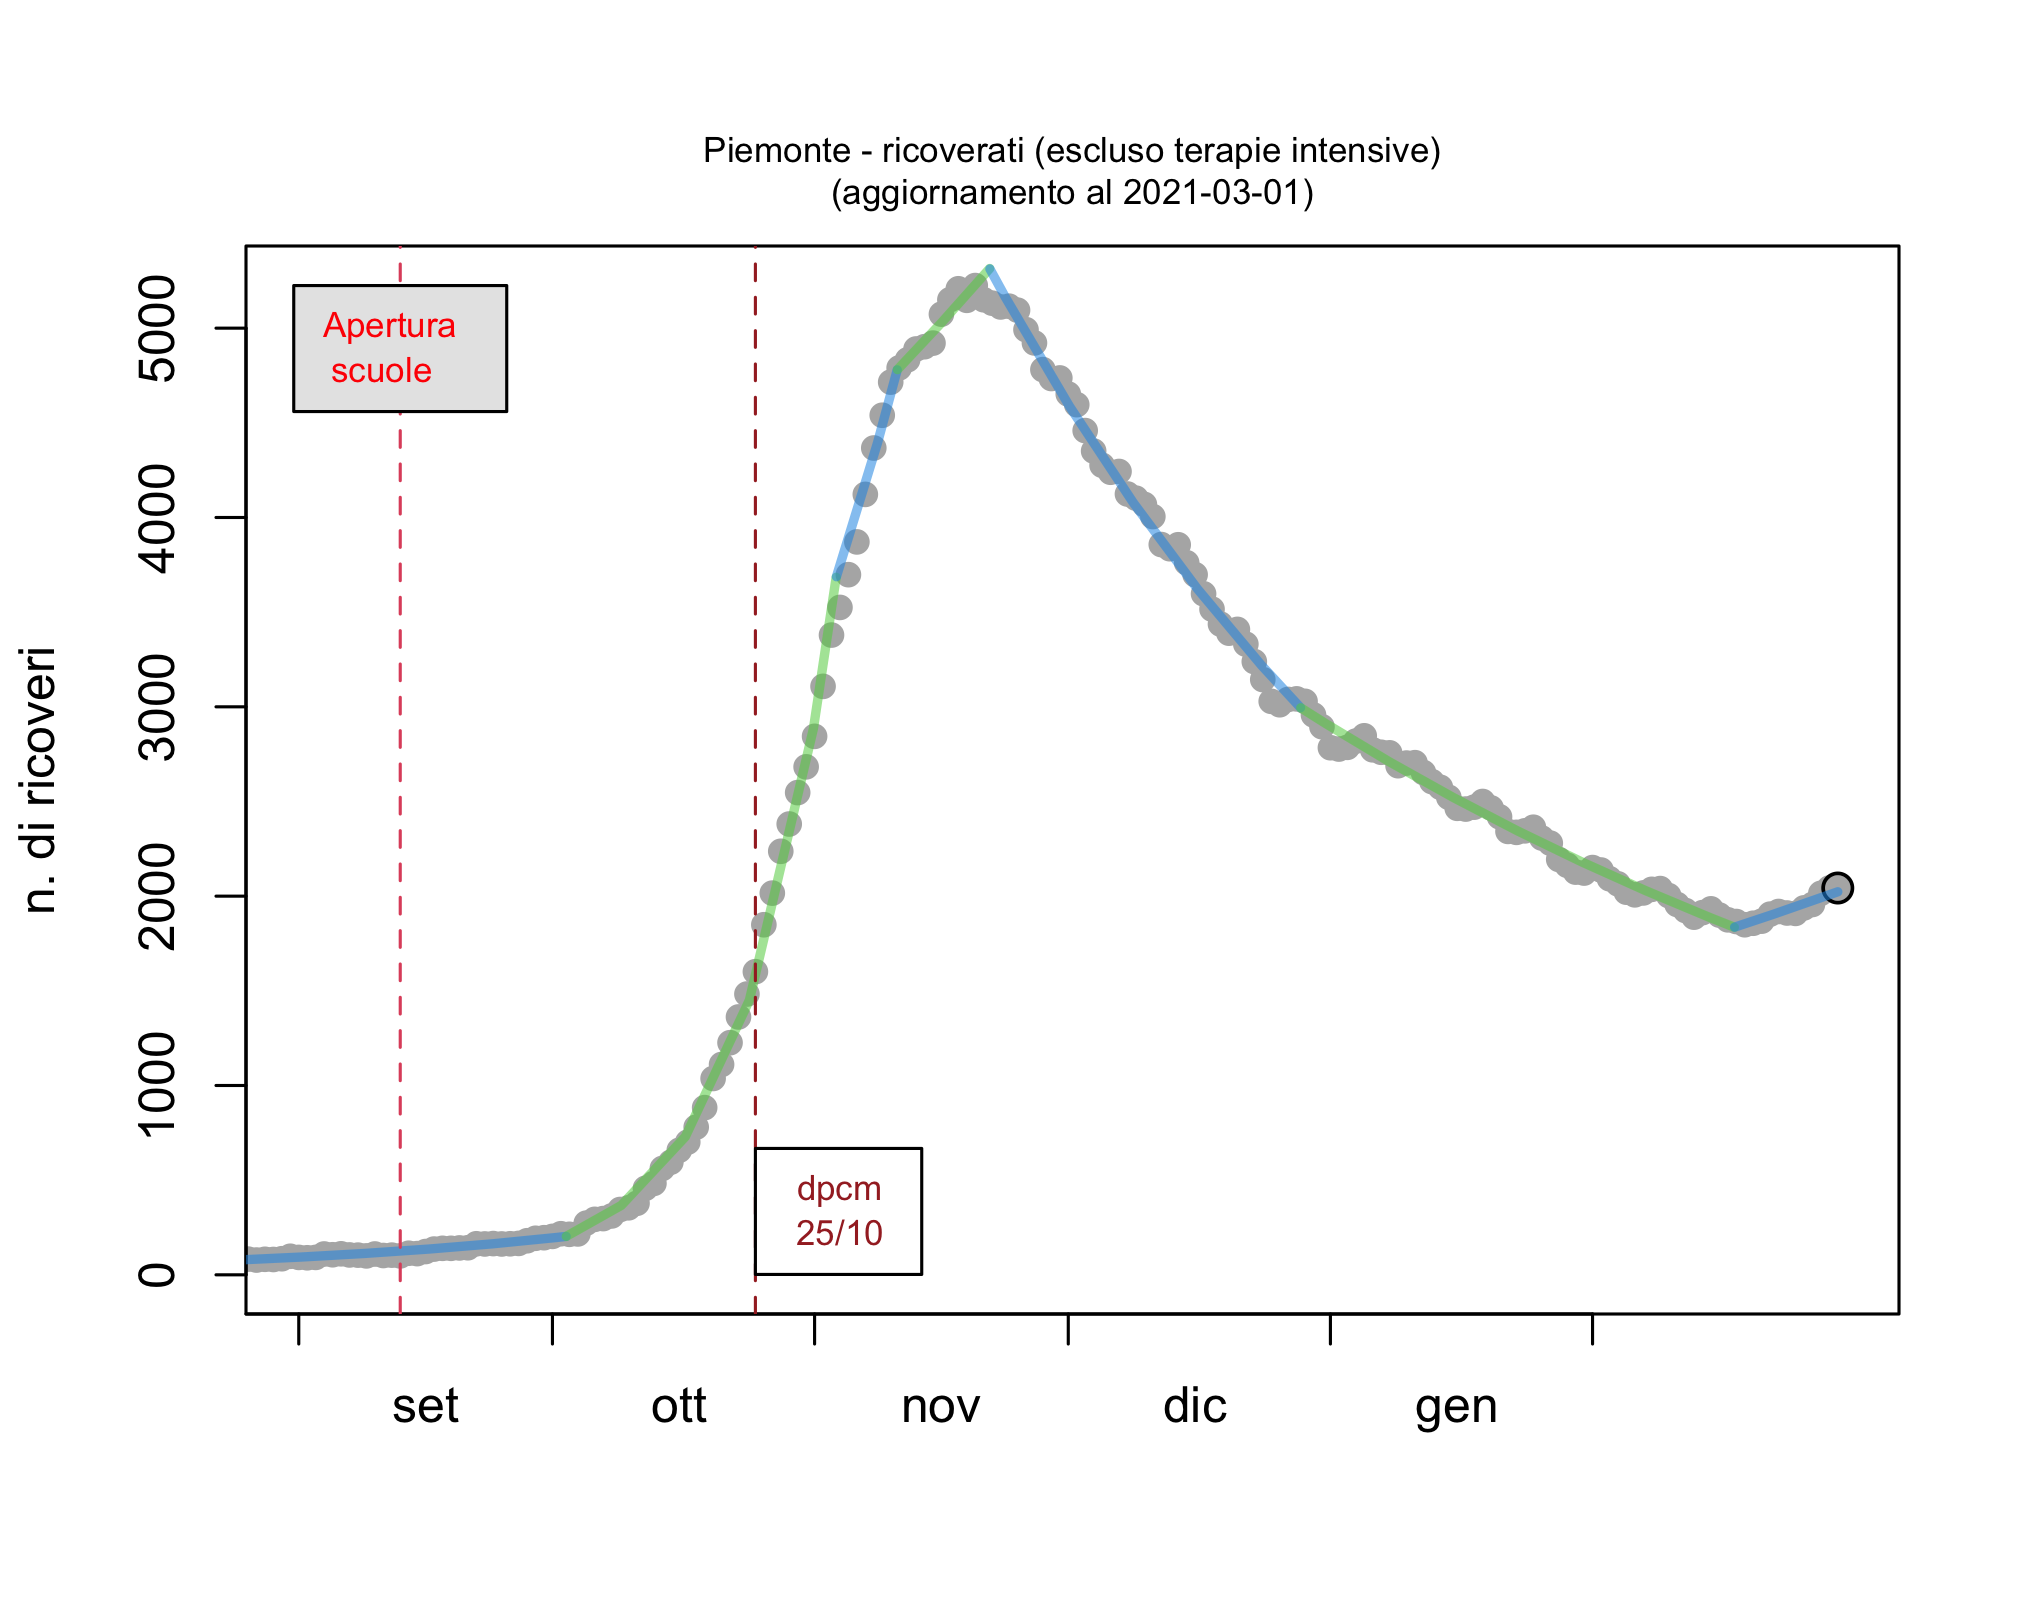 Piemonte - ricoverati (escluso terapie intensive)
(aggiornamento al 2021-03-01)
Apertura
scuole
dpcm
25/10
n. di ricoveri
5000
4000
3000
2000
1000
0
set ott nov dic gen